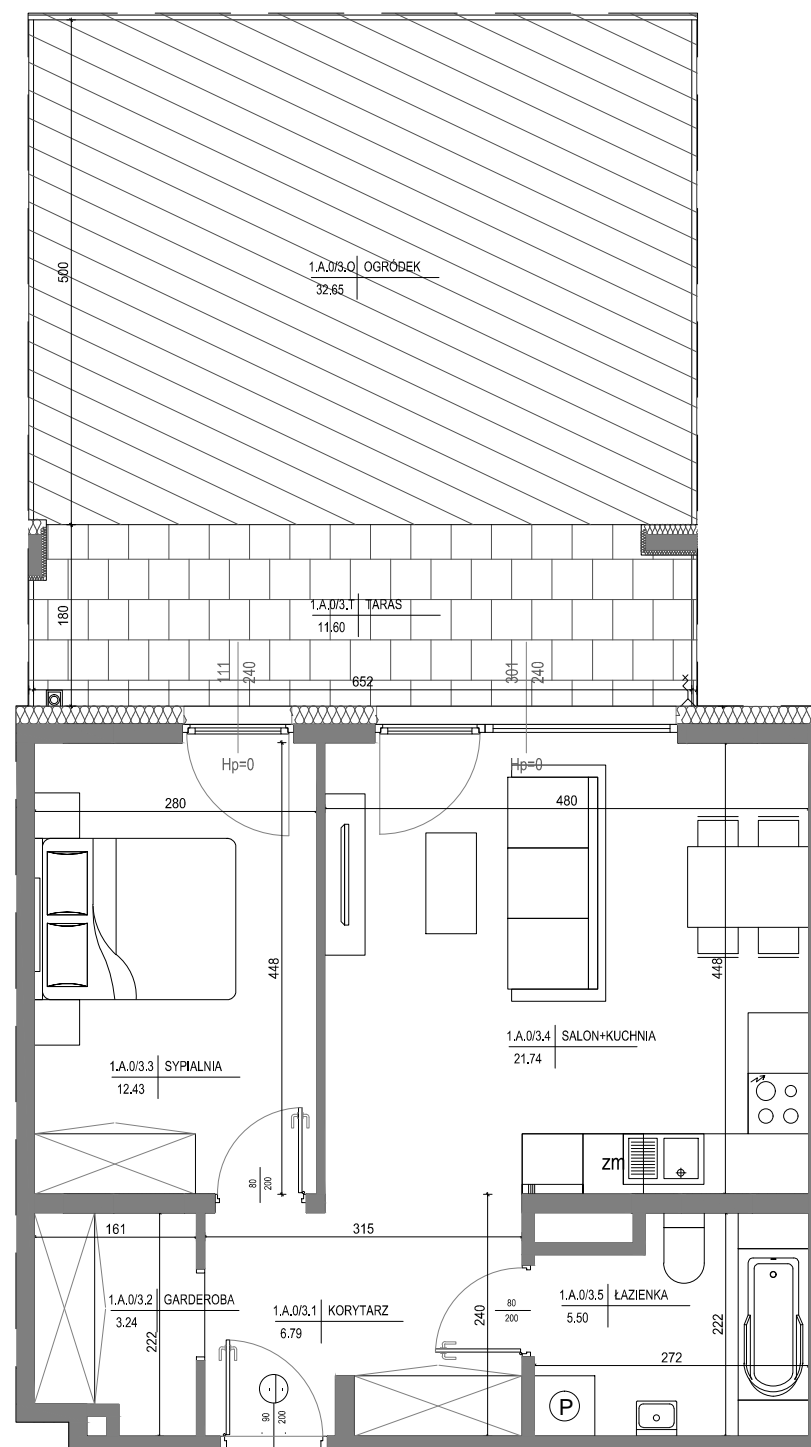 500
1.A.0/3.O OGRÓDEK
32.65
180
1.A.0/3.T TARAS
11.60
111
240
301
240
652
Hp=0
Hp=0
280
480
448
448
1.A.0/3.4 SALON+KUCHNIA
21.74
1.A.0/3.3 SYPIALNIA
12.43
zm
80
200
161
315
1.A.0/3.2 GARDEROBA
3.24
222
1.A.0/3.1 KORYTARZ
6.79
240
80
200
1.A.0/3.5 ŁAZIENKA
5.50
222
272
P
90
200